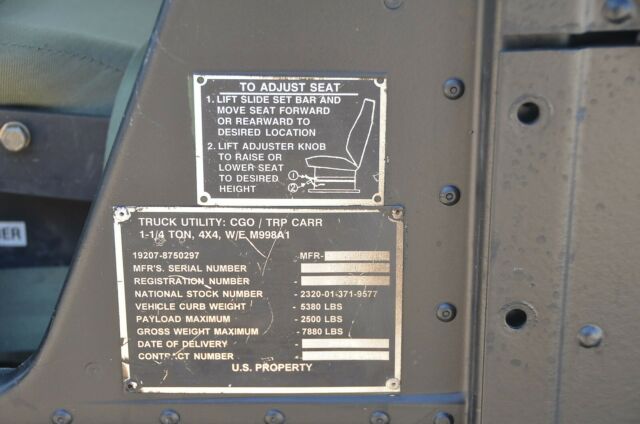 TO ADJUST SEAT
1. LIFT SLIDE SET BAR AND
MOVE SEAT FORWARD
OR REARWARD TO
DESIRED LOCATION
2. LIFT ADJUSTER KNOB
TO RAISE OR
LOWER SEAT
TO DESIRED
HEIGHT
1
2
TRUCK UTILITY: CGO / TRP CARR
1-1/4 TON, 4X4, W/E M998A1
19207-8750297 MFR-
MFR'S. SERIAL NUMBER -
REGISTRATION NUMBER -
NATIONAL STOCK NUMBER - 2320-01-371-9577
VEHICLE CURB WEIGHT - 5380 LBS
PAYLOAD MAXIMUM - 2500 LBS
GROSS WEIGHT MAXIMUM - 7880 LBS
DATE OF DELIVERY -
CONTRACT NUMBER -
U.S. PROPERTY